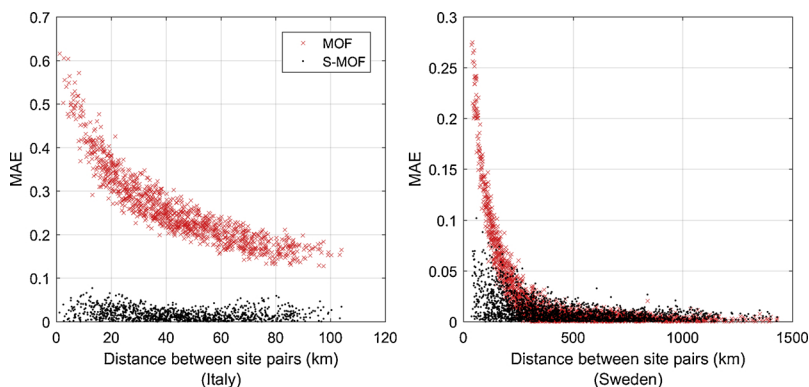 0.7
0.6
0.5
0.4
0.3
0.2
0.1
0
MAE
MOF
S-MOF
0 20 40 60 80 100 120
Distance between site pairs (km)
(Italy)
0.3
0.25
0.2
0.15
0.1
0.05
0
MAE
0 500 1000 1500
Distance between site pairs (km)
(Sweden)